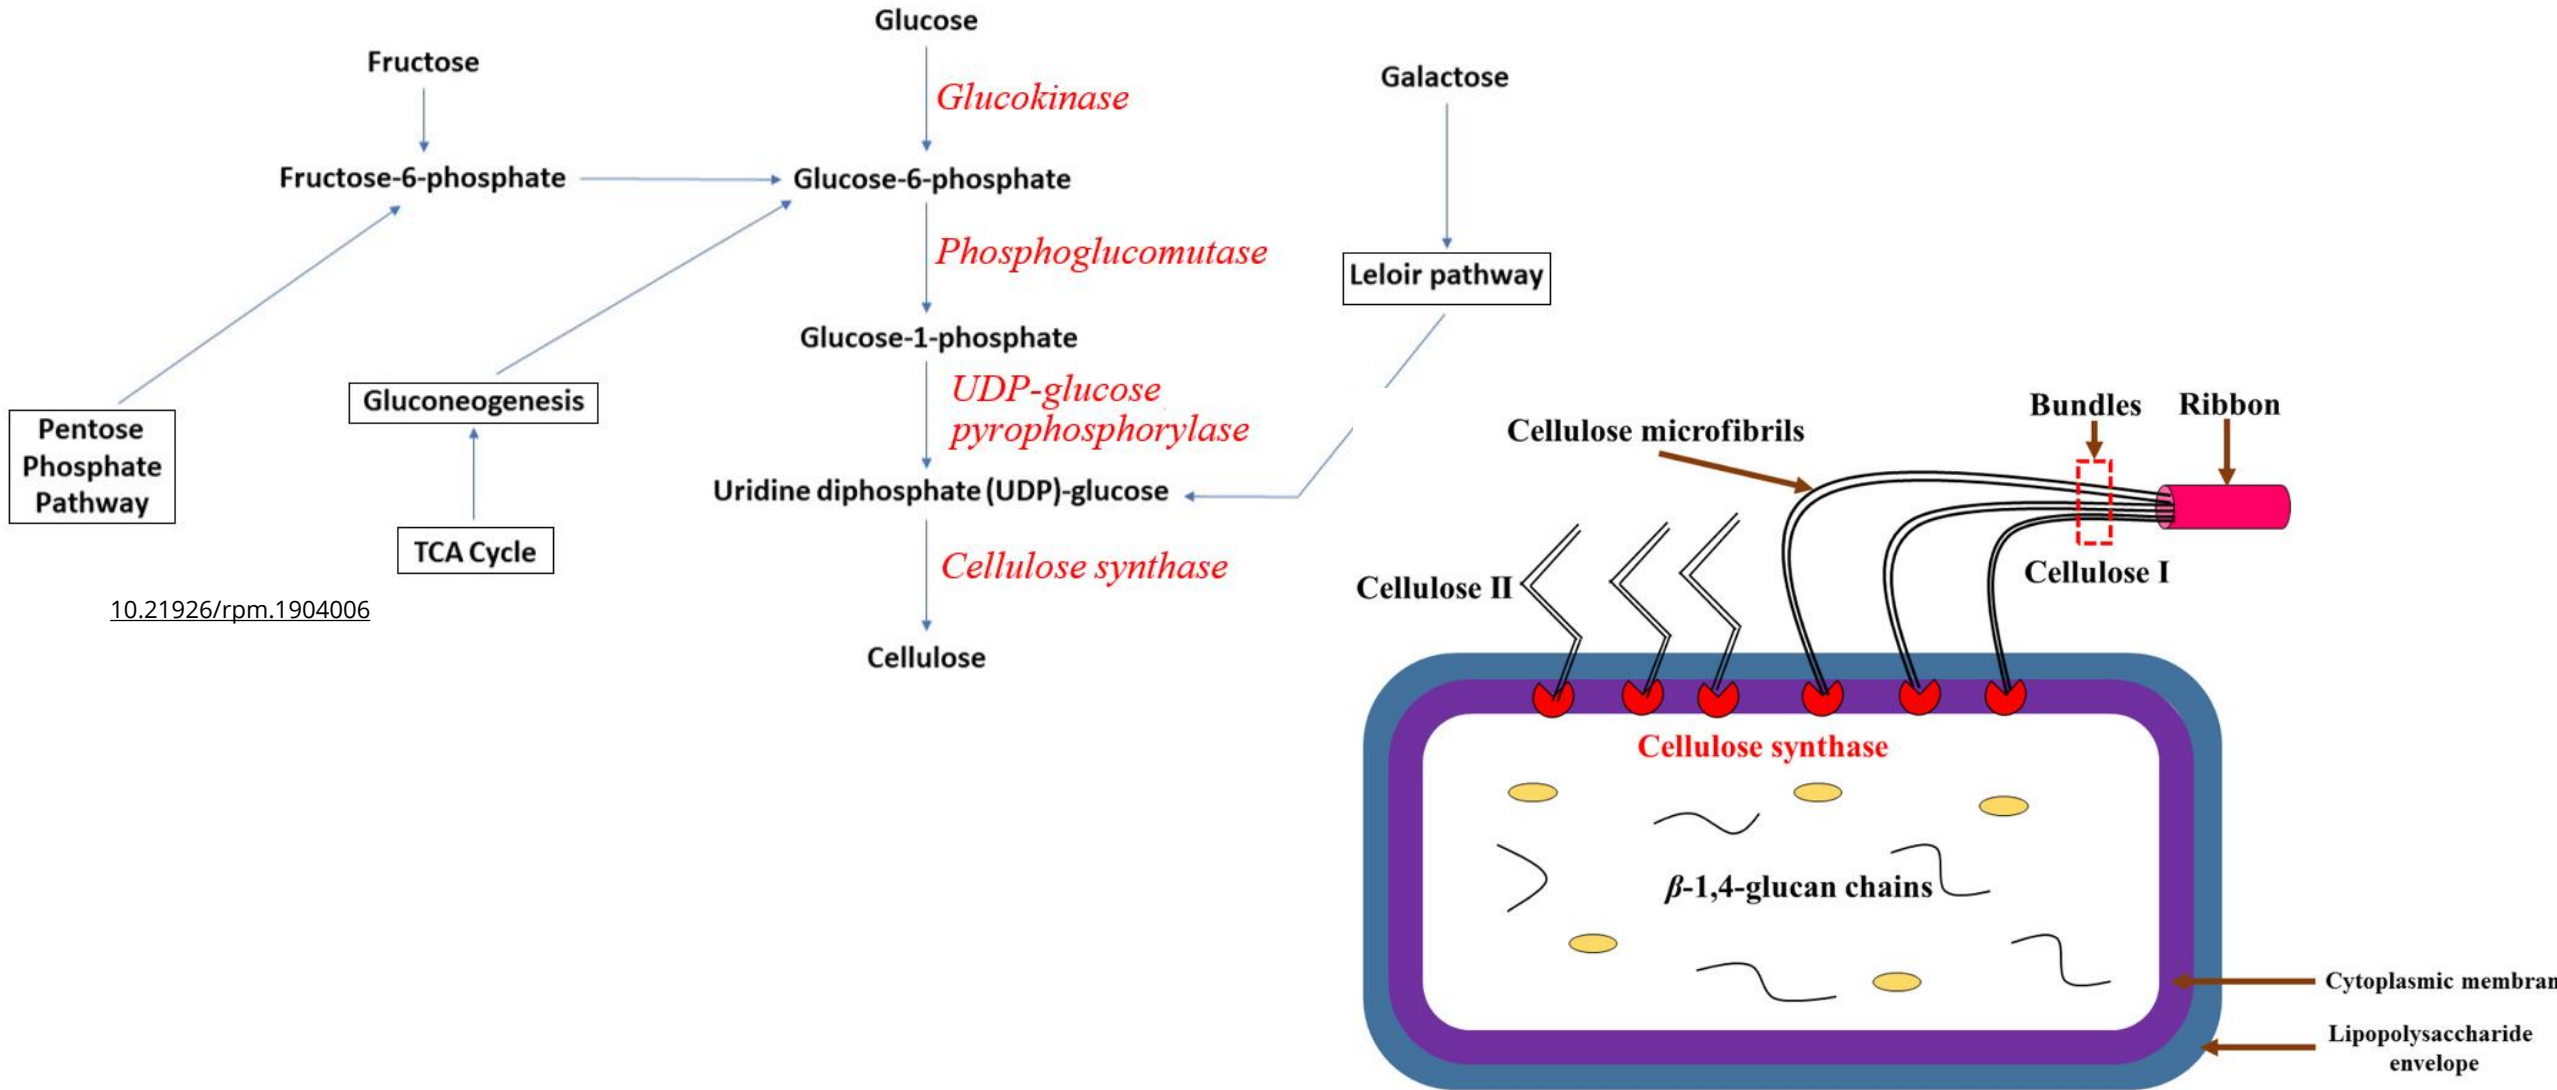 Glucose
Fructose
Galactose
Glucokinase
Fructose-6-phosphate
Glucose-6-phosphate
Phosphoglucomutase
Leloir pathway
Glucose-1-phosphate
UDP-glucose
pyrophosphorylase
Gluconeogenesis
Pentose
Phosphate
Pathway
Uridine diphosphate (UDP)-glucose
TCA Cycle
Cellulose synthase
10.21926/rpm.1904006
Cellulose
Bundles
Ribbon
Cellulose microfibrils
Cellulose II
Cellulose I
Cellulose synthase
β-1,4-glucan chains
Cytoplasmic membran
Lipopolysaccharide
envelope